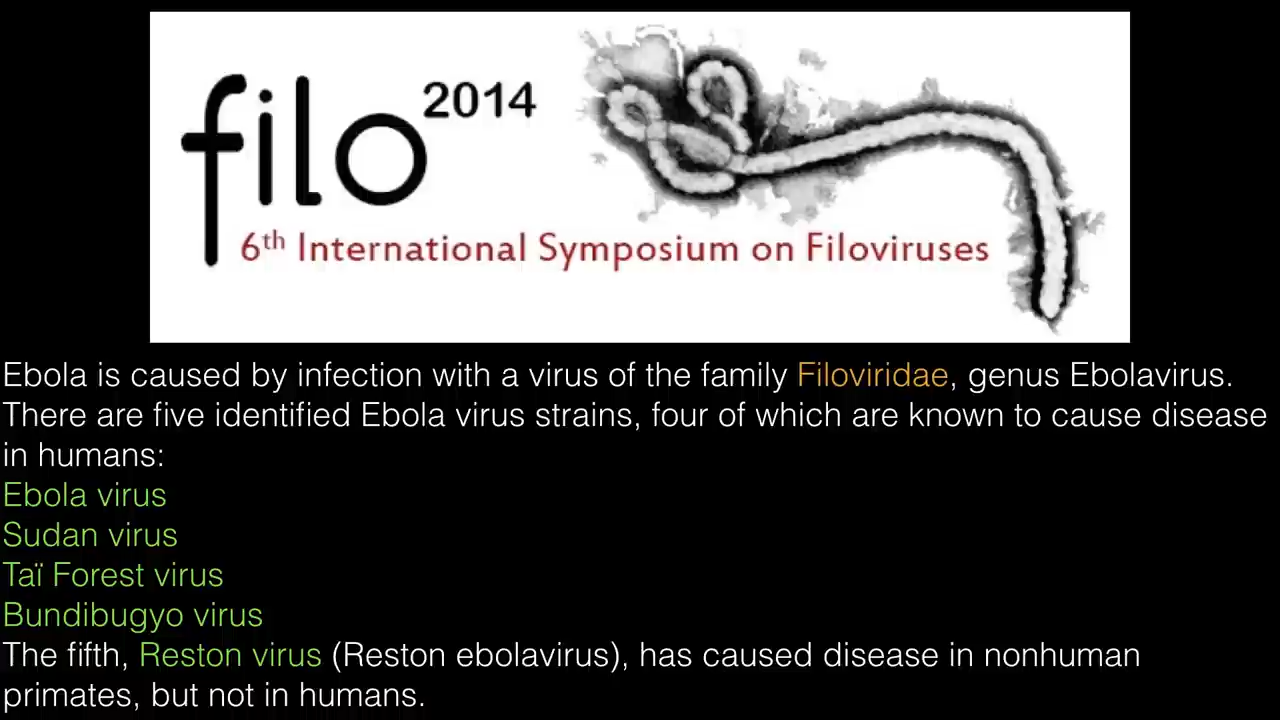 filo 2014
6th International Symposium on Filoviruses
Ebola is caused by infection with a virus of the family Filoviridae, genus Ebolavirus.
There are five identified Ebola virus strains, four of which are known to cause disease
in humans:
Ebola virus
Sudan virus
Taï Forest virus
Bundibugyo virus
The fifth, Reston virus (Reston ebolavirus), has caused disease in nonhuman
primates, but not in humans.